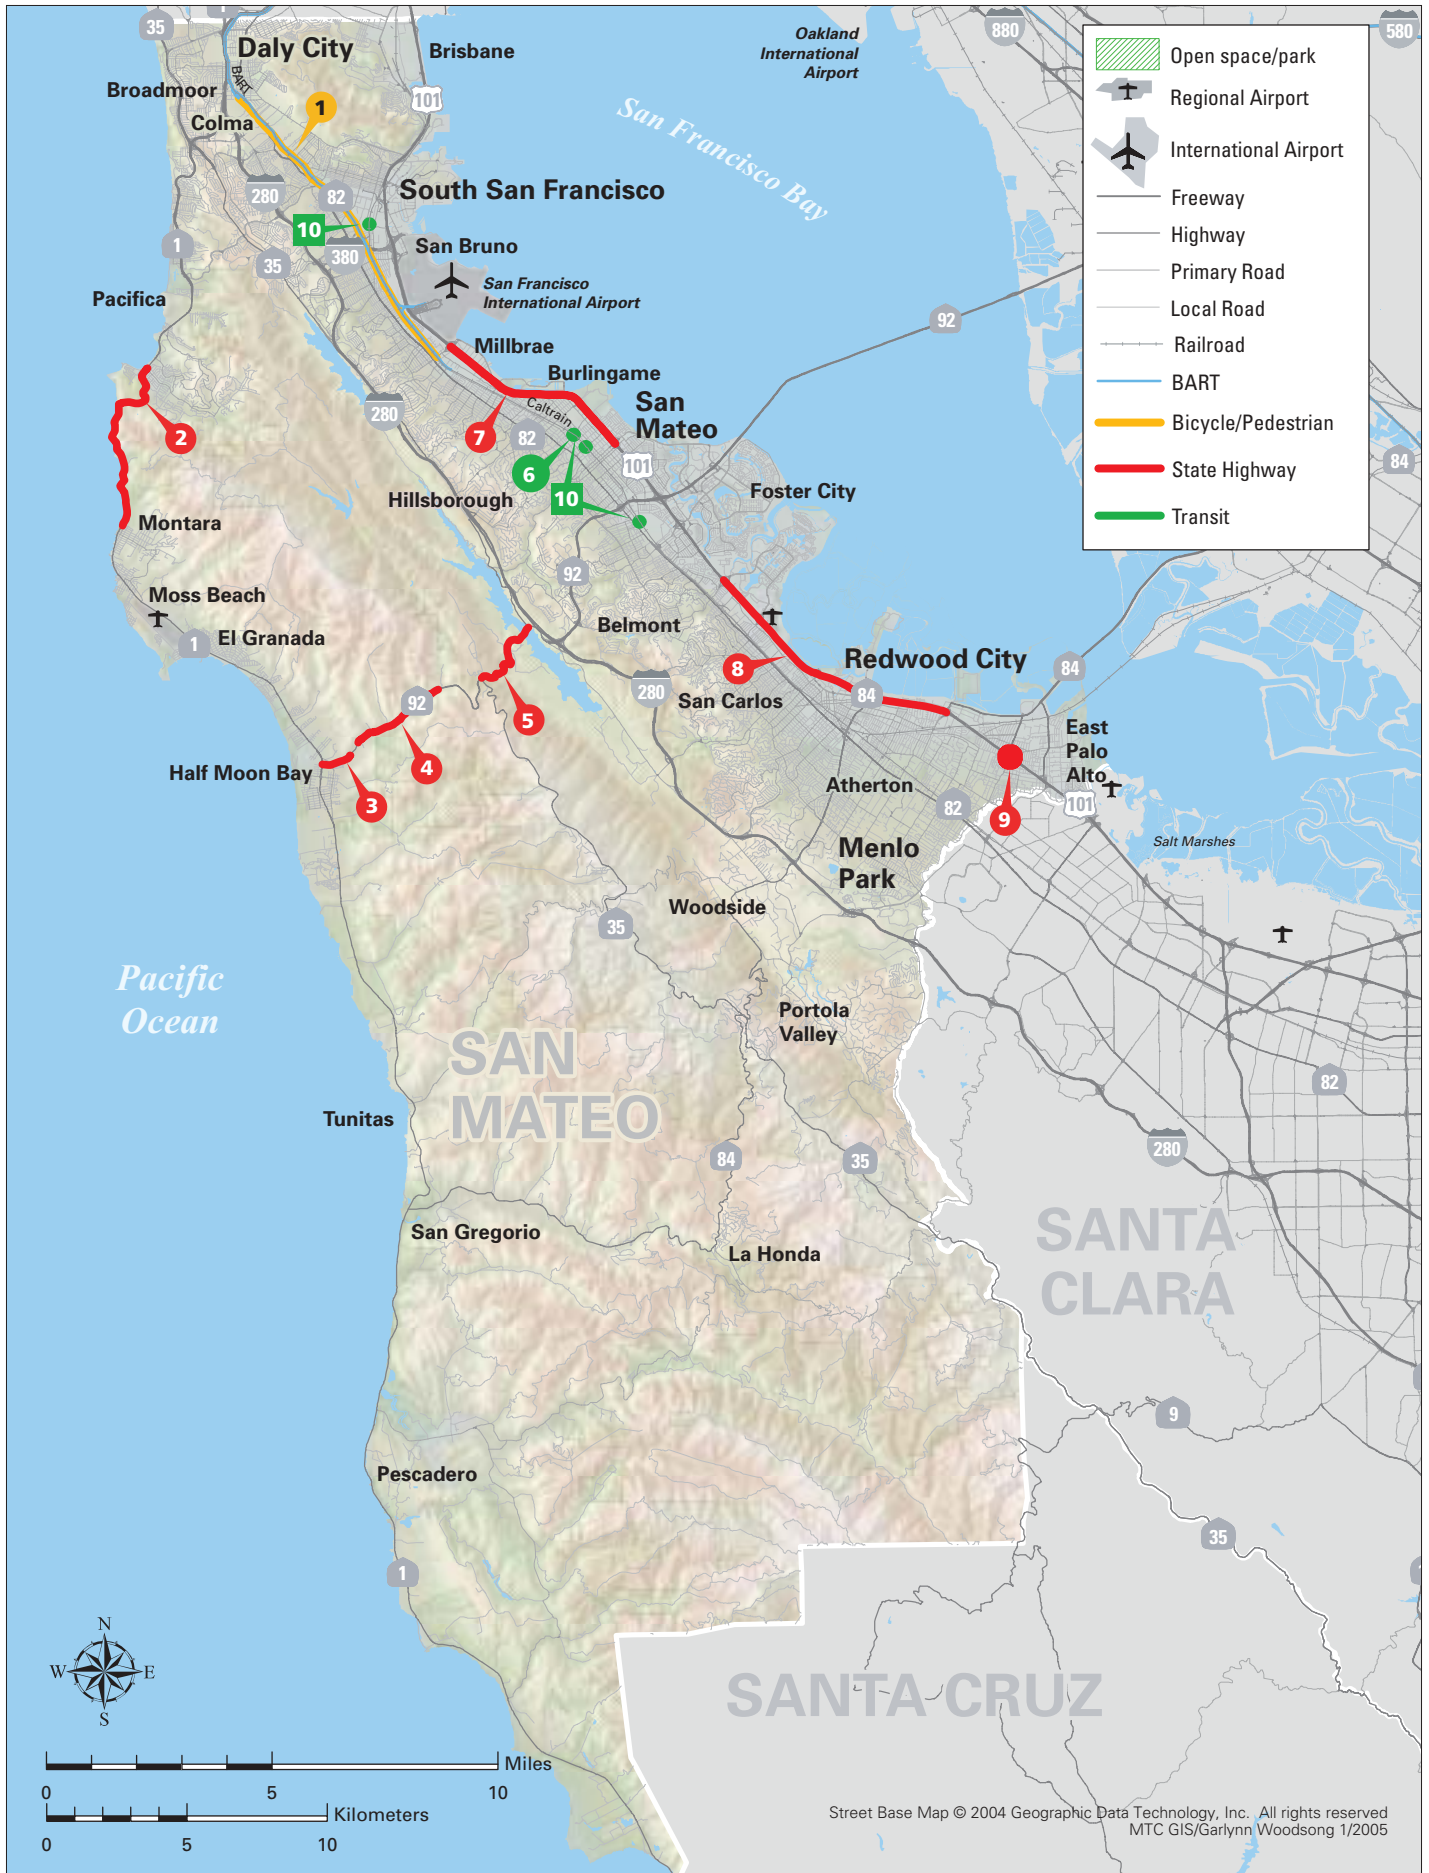 35
1
Daly City
Brisbane
Oakland
International
Airport
880
580
BART
Broadmoor
101
1
Colma
San Francisco Bay
280
82
South San Francisco
10
380
San Bruno
1
35
San Francisco
International Airport
Pacifica
92
Millbrae
Burlingame
280
Caltrain
San
Mateo
2
7
82
6
101
10
Hillsborough
Foster City
84
Montara
92
Moss Beach
El Granada
1
Belmont
8
Redwood City
84
280
San Carlos
84
92
5
East
Palo
Alto
Half Moon Bay
4
3
Atherton
82
101
9
Salt Marshes
Menlo
Park
Woodside
35
Pacific
Ocean
Portola
Valley
SAN
MATEO
82
Tunitas
84
35
280
San Gregorio
La Honda
SANTA
CLARA
9
Pescadero
35
1
SANTA CRUZ
N
W
E
S
Miles
0
5
10
Kilometers
0
5
10
Open space/park
Regional Airport
International Airport
Freeway
Highway
Primary Road
Local Road
Railroad
BART
Bicycle/Pedestrian
State Highway
Transit
Street Base Map © 2004 Geographic Data Technology, Inc. All rights reserved
MTC GIS/Garlynn Woodsong 1/2005